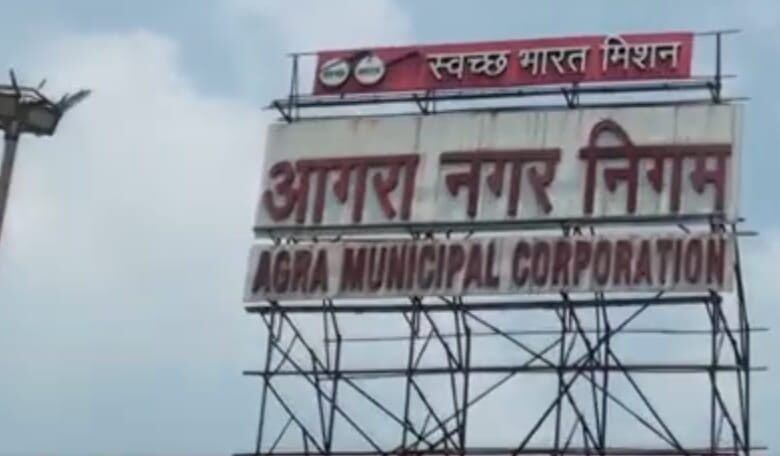 स्वच्छ भारत मिशन
आगरा नगर निगम
AGRA MUNICIPAL CORPORATION